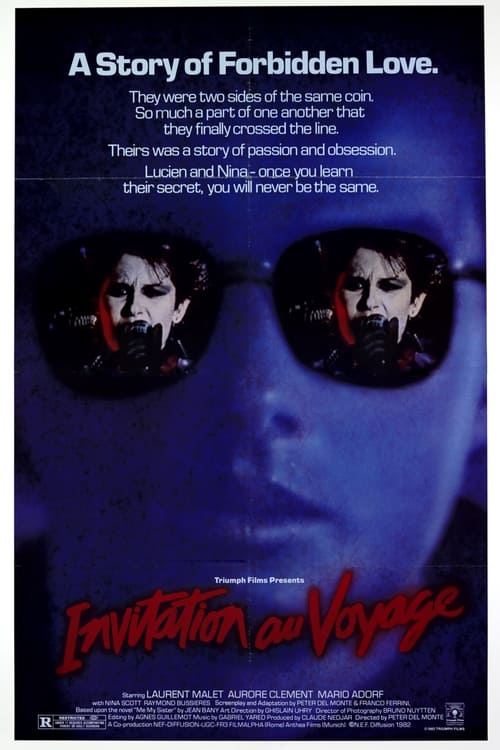 A Story of Forbidden Love.
They were two sides of the same coin.
So much a part of one another that
they finally crossed the line.
Theirs was a story of passion and obsession.
Lucien and Nina - once you learn
their secret, you will never be the same.
Triumph Films Presents
Invitation au Voyage
Starring LAURENT MALET AURORE CLEMENT MARIO ADORF
with NINA SCOTT RAYMOND BUSSIERES Screenplay and Adaptation by PETER DEL MONTE & FRANCO FERRINI,
Based upon the novel "Me My Sister" by JEAN BANY Art Direction by GHISLAIN UHRY Director of Photography BRUNO NUYTTEN
Editing by AGNES GUILLEMOT Music by GABRIEL YARED Produced by CLAUDE NEDJAR Directed by PETER DEL MONTE
A Co-production NEF-DIFFUSION-UGC-FR3 FILMALPHA (Rome) Anthea Films (Munich) ©N.E.F. Diffusion 1982
R RESTRICTED
TRIUMPH FILMS